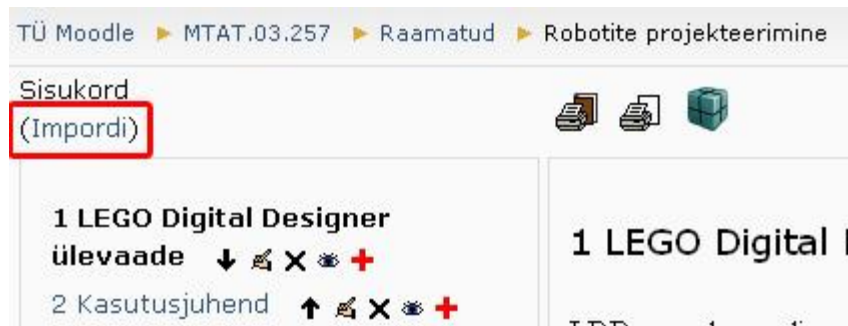 TÜ Moodle ► MTAT.03.257 ► Raamatud ► Robotite projekteerimine
Sisukord
(Impordi)
1 LEGO Digital Designer
ülevaade
1 LEGO Digital
2 Kasutusjuhend